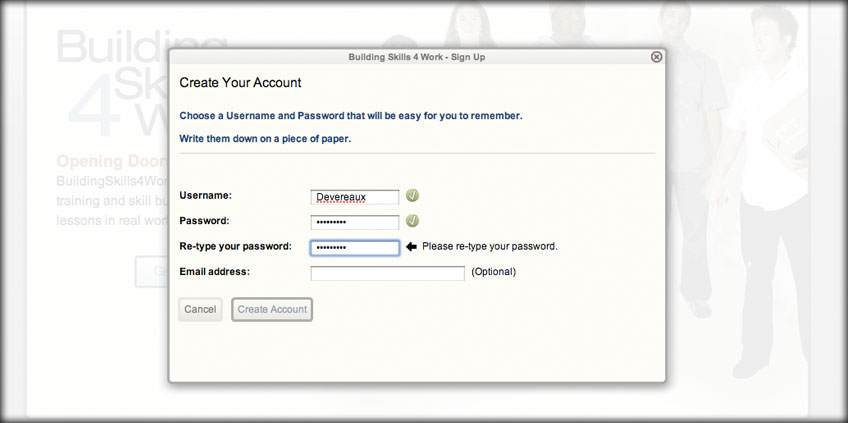 Building Skills 4 Work - Sign Up
Create Your Account
Choose a Username and Password that will be easy for you to remember.
Write them down on a piece of paper.
Username: Devereaux
Password: •••••••••
Re-type your password: ••••••••• Please re-type your password.
Email address: (Optional)
Cancel Create Account
Building
4
Opening Doors
BuildingSkills4Wor
training and skill bu
lessons in real wor